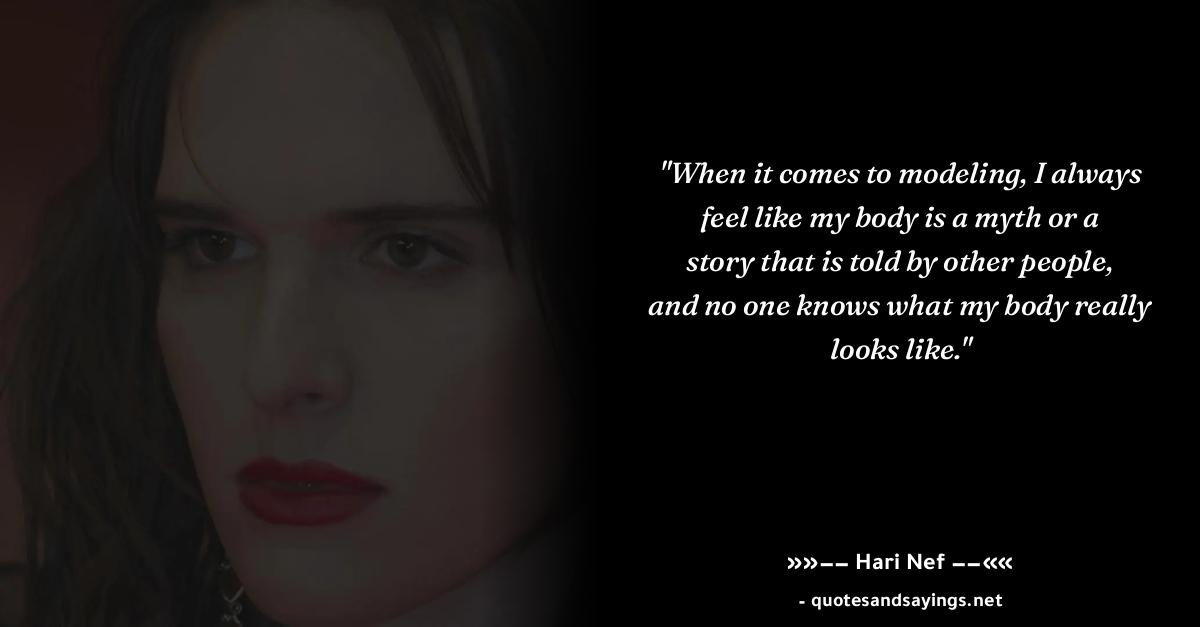 "When it comes to modeling, I always
feel like my body is a myth or a
story that is told by other people,
and no one knows what my body really
looks like."
»»−− Hari Nef −−««
- quotesandsayings.net